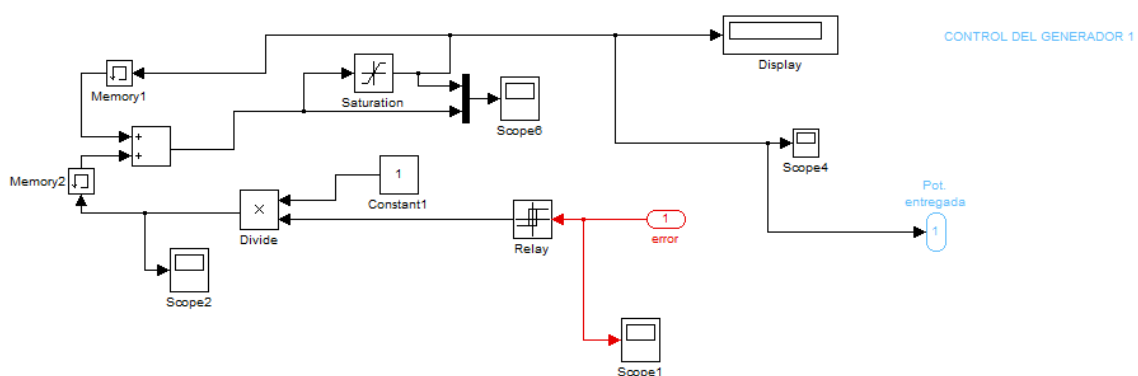 CONTROL DEL GENERADOR 1
Display
Memory1
Saturation
Scope6
+
+
Scope4
Memory2
1
Constant1
Pot.
entregada
1
×
Divide
Relay
1
error
Scope2
Scope1